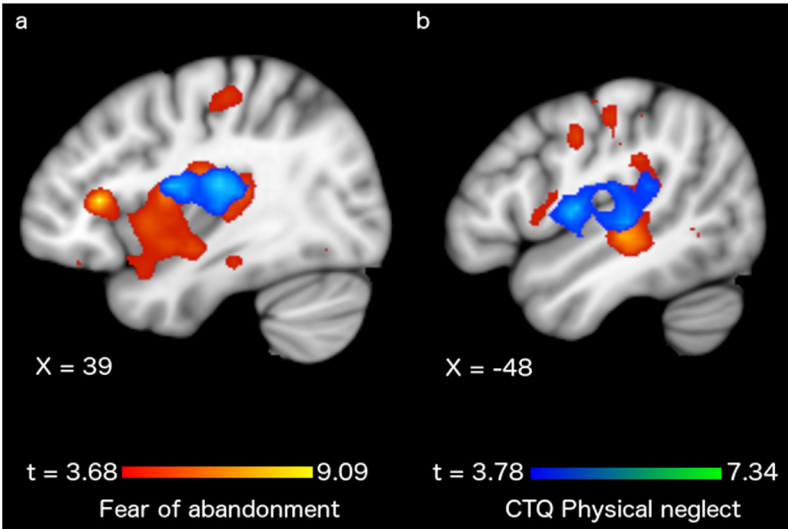 a
b
X = 39
X = -48
t = 3.68 9.09
t = 3.78 7.34
Fear of abandonment
CTQ Physical neglect